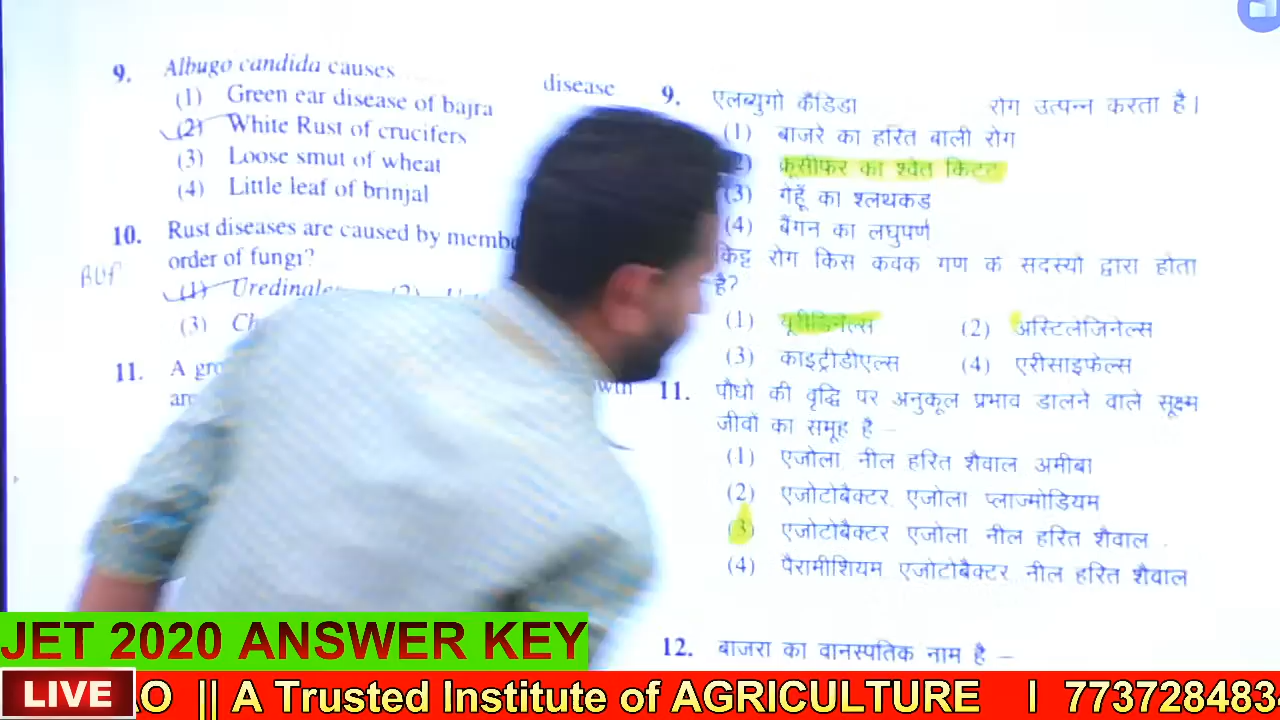 9. Albugo candida causes disease
(1) Green ear disease of bajra
(2) White Rust of crucifers
(3) Loose smut of wheat
(4) Little leaf of brinjal
10. Rust diseases are caused by
order of fungi?
(1)
(3)
11. A
9. एलब्युगो कैंडिडा रोग उत्पन्न करता है।
(1) बाजरे का हरित बाली रोग
क्रूसीफर का श्वेत किट्ट
(3) गेहूँ का श्लथकंड
(4) बैंगन का लघुपर्ण
किट्ट रोग किस कवक गण के सदस्यों द्वारा होता
है?
(1) यूरीडिनेल्स (2) अस्टिलेजिनेल्स
(3) काइट्रीडीएल्स (4) एरीसाइफेल्स
11. पौधो की वृद्धि पर अनुकूल प्रभाव डालने वाले सूक्ष्म
जीवों का समूह है –
(1) एजोला नील हरित शैवाल अमीबा
(2) एजोटोबैक्टर एजोला प्लाज्मोडियम
(3) एजोटोबैक्टर एजोला नील हरित शैवाल
(4) पैरामीशियम एजोटोबैक्टर नील हरित शैवाल
12. बाजरा का वानस्पतिक नाम है –
JET 2020 ANSWER KEY
LIVE O || A Trusted Institute of AGRICULTURE | 773728483